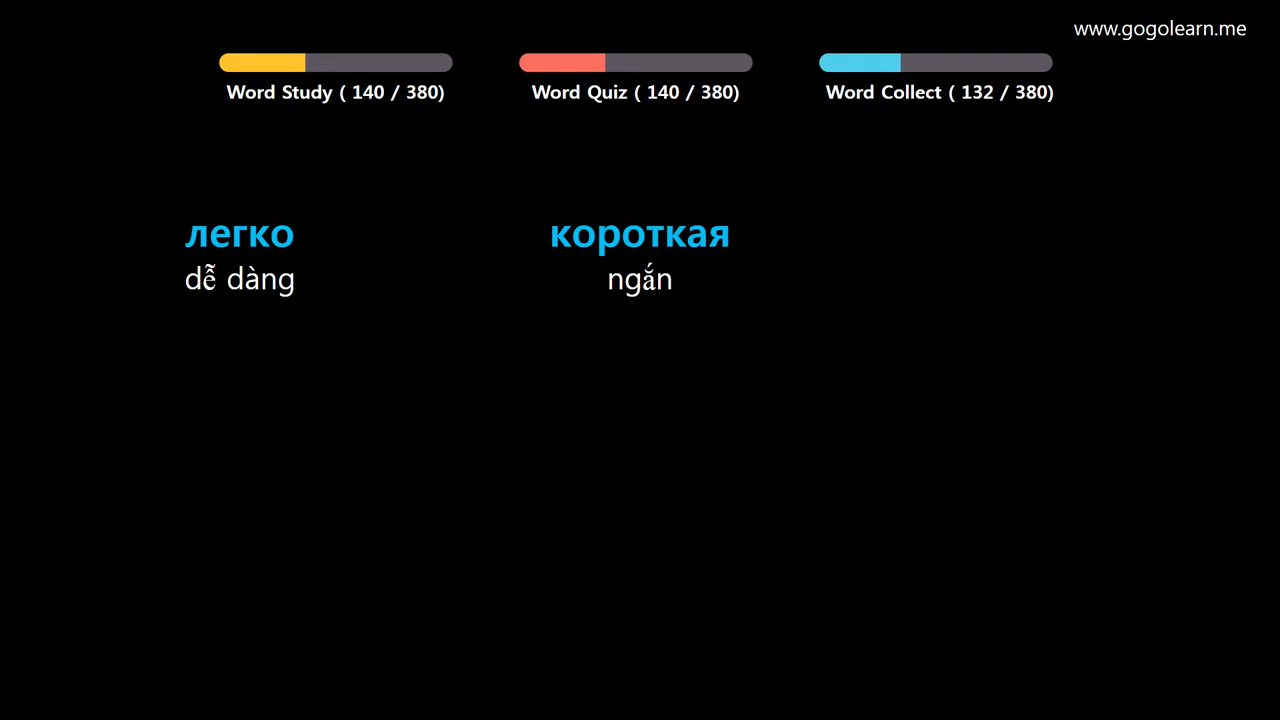 www.gogolearn.me
Word Study ( 140 / 380)
Word Quiz ( 140 / 380)
Word Collect ( 132 / 380)
легко
dễ dàng
короткая
ngắn